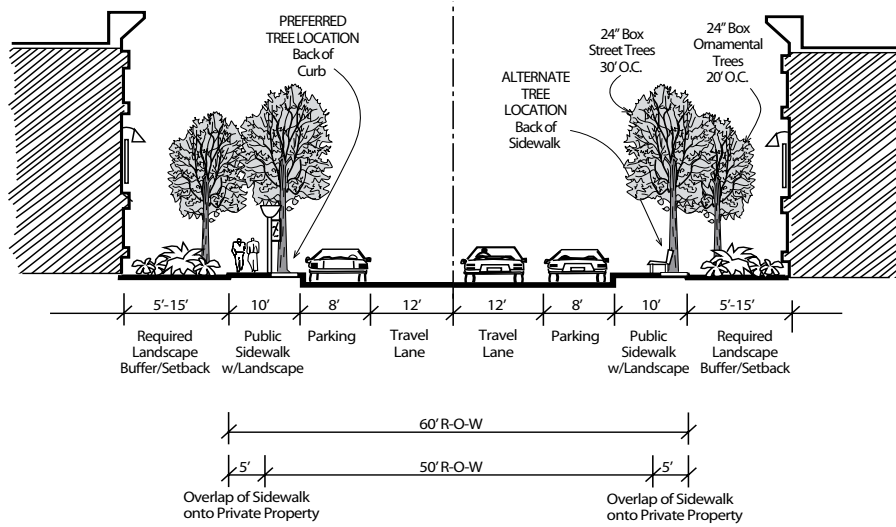 PREFERRED
TREE LOCATION
Back of
Curb
24" Box
Street Trees
30' O.C.
24" Box
Ornamental
Trees
20' O.C.
ALTERNATE
TREE
LOCATION
Back of
Sidewalk
5'-15'
10'
8'
12'
12'
8'
10'
5'-15'
Required
Landscape
Buffer/Setback
Public
Sidewalk
w/Landscape
Parking
Travel
Lane
Travel
Lane
Parking
Public
Sidewalk
w/Landscape
Required
Landscape
Buffer/Setback
60' R-O-W
5'
50' R-O-W
5'
Overlap of Sidewalk
onto Private Property
Overlap of Sidewalk
onto Private Property